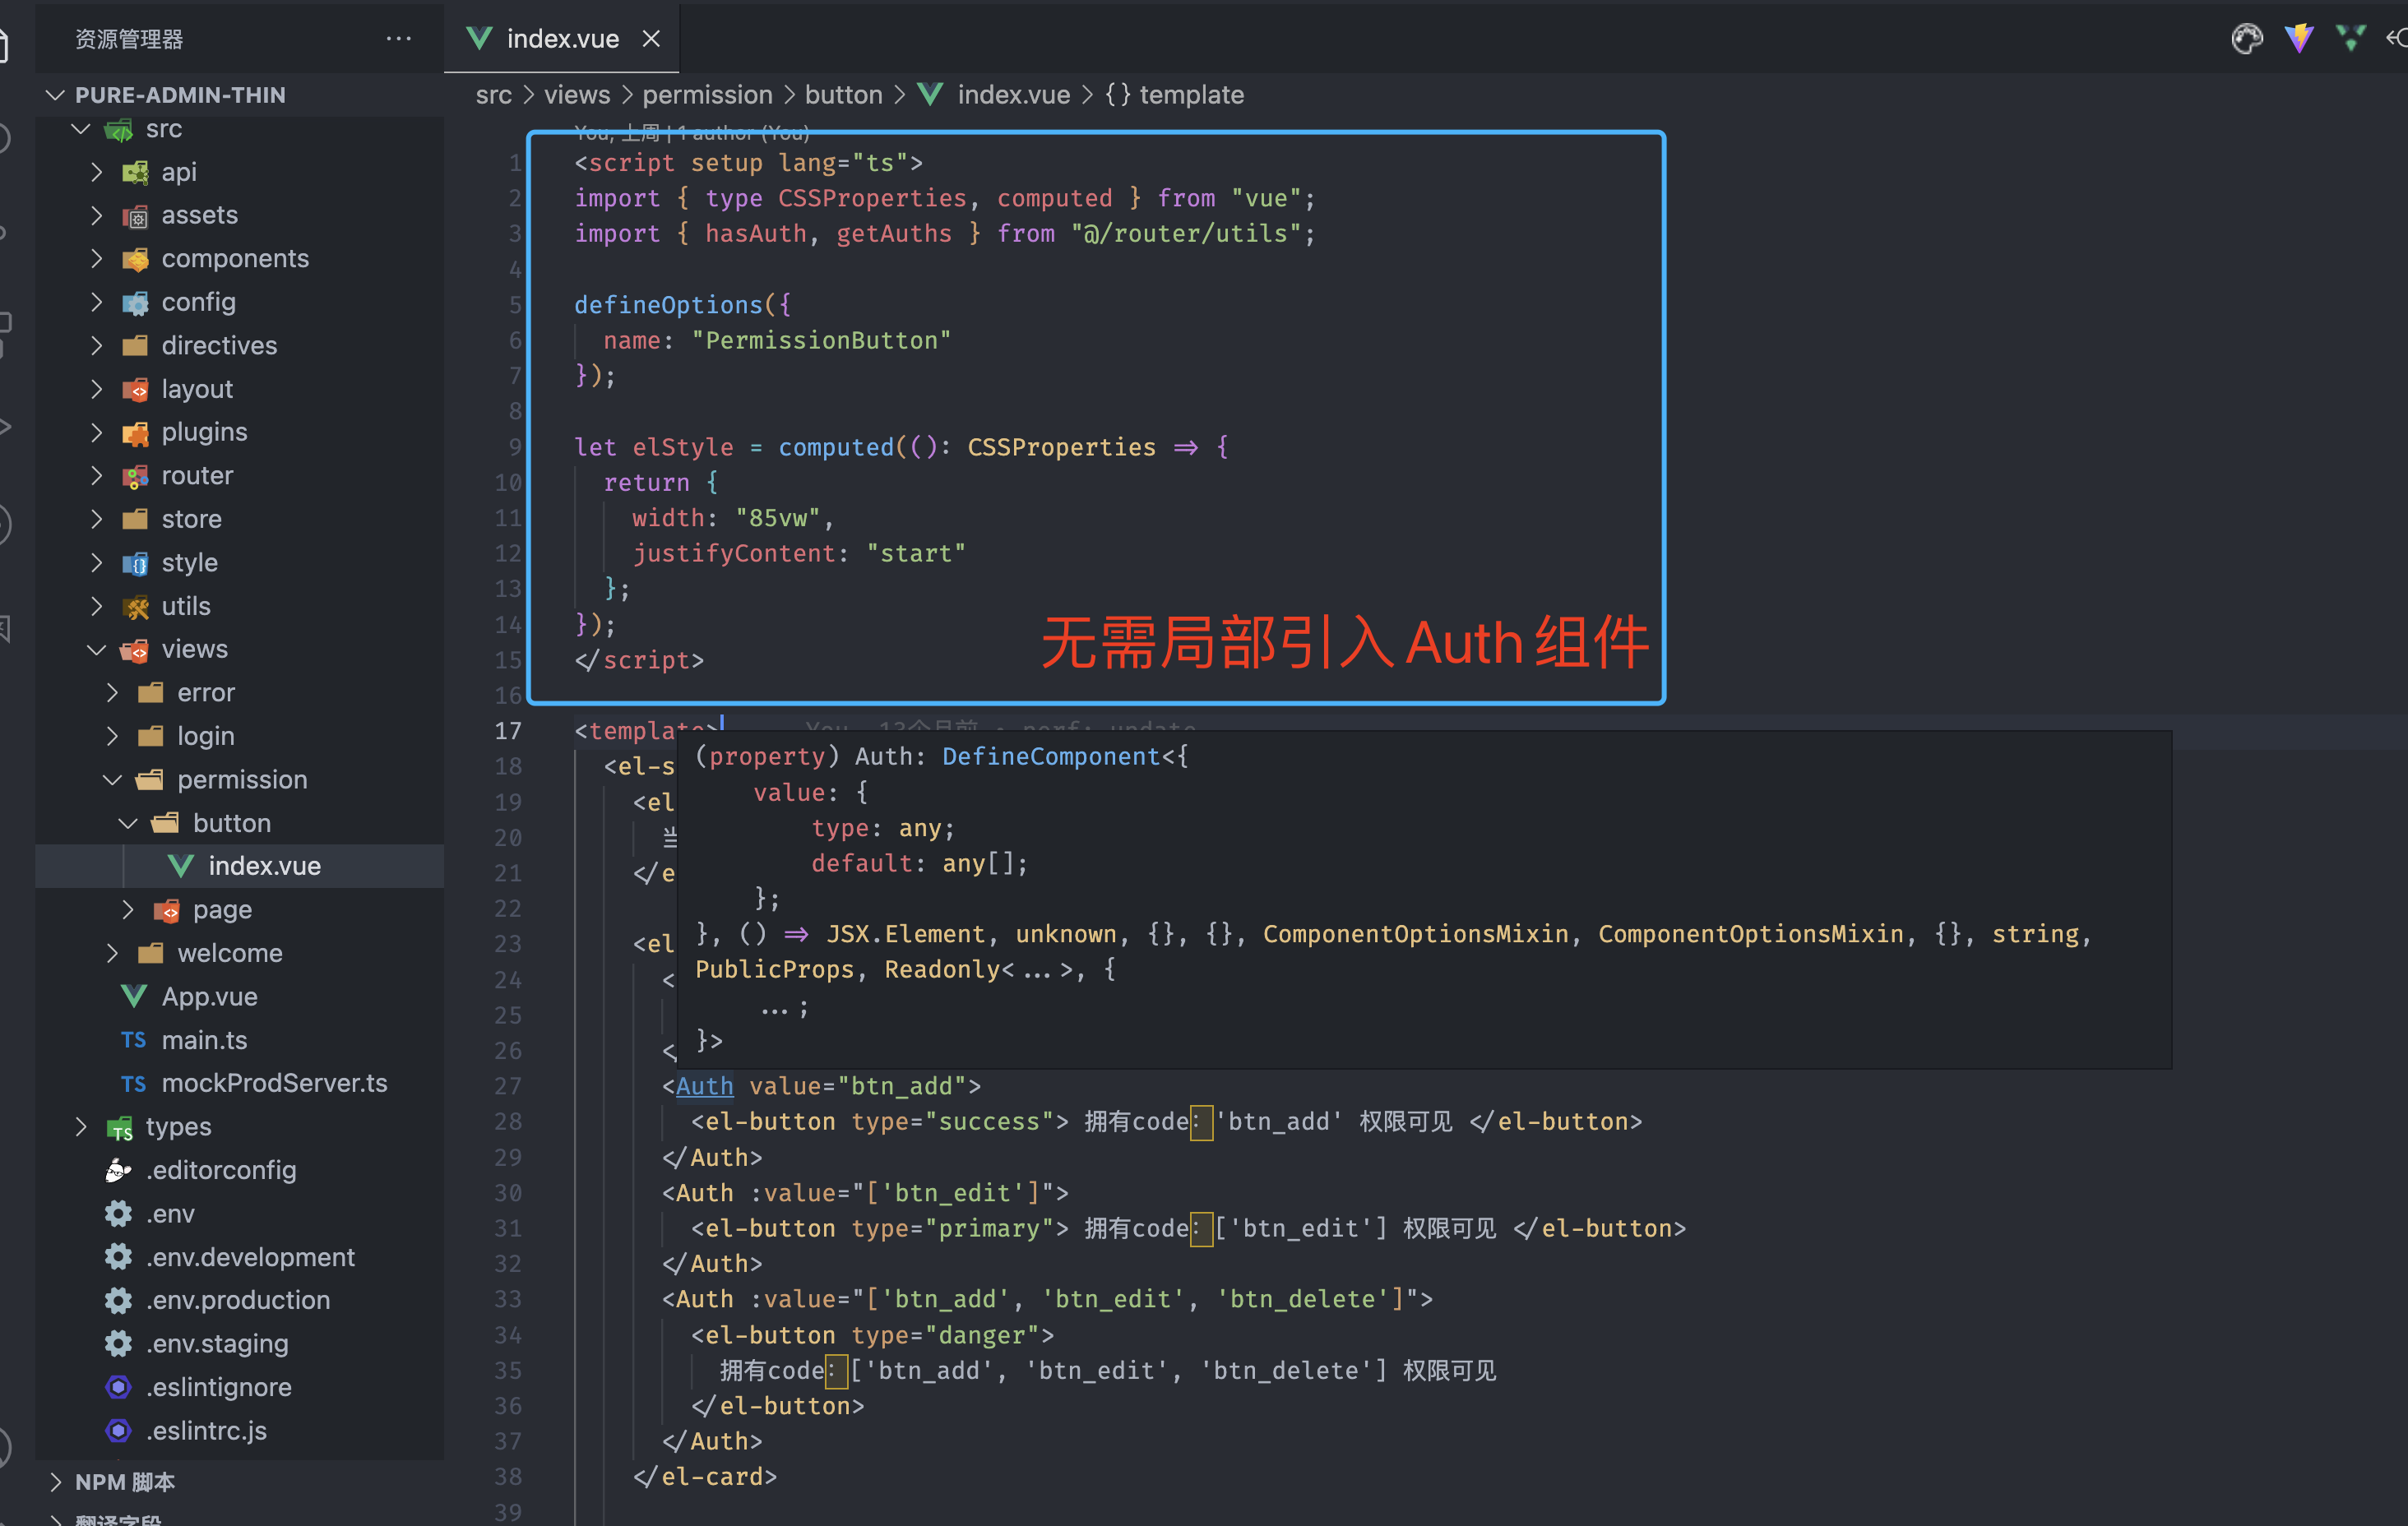 资源管理器
PURE-ADMIN-THIN
src
api
assets
components
config
directives
layout
plugins
router
store
style
utils
views
error
login
permission
button
index.vue
page
welcome
App.vue
TS main.ts
TS mockProdServer.ts
types
.editorconfig
.env
.env.development
.env.production
.env.staging
.eslintignore
.eslintrc.js
NPM 脚本
翻译字段
index.vue
src > views > permission > button > index.vue > {} template
You, 上周 | 1 author (You)
1 <script setup lang="ts">
2 import { type CSSProperties, computed } from "vue";
3 import { hasAuth, getAuths } from "@/router/utils";
4
5 defineOptions({
6 name: "PermissionButton"
7 });
8
9 let elStyle = computed((): CSSProperties => {
10 return {
11 width: "85vw",
12 justifyContent: "start"
13 };
14 });
15 </script>
无需局部引入 Auth 组件
16
17 <template> You, 13个月前 • perf: update
18 <el-s
19 <el
20 当
21 </e
22
23 <el
24 <
25
26 </
(property) Auth: DefineComponent<{
value: {
type: any;
default: any[];
};
}, () => JSX.Element, unknown, {}, {}, ComponentOptionsMixin, ComponentOptionsMixin, {}, string,
PublicProps, Readonly<...>, {
...;
}>
27 <Auth value="btn_add">
28 <el-button type="success"> 拥有code：'btn_add' 权限可见 </el-button>
29 </Auth>
30 <Auth :value="['btn_edit']">
31 <el-button type="primary"> 拥有code：['btn_edit'] 权限可见 </el-button>
32 </Auth>
33 <Auth :value="['btn_add', 'btn_edit', 'btn_delete']">
34 <el-button type="danger">
35 拥有code：['btn_add', 'btn_edit', 'btn_delete'] 权限可见
36 </el-button>
37 </Auth>
38 </el-card>
39